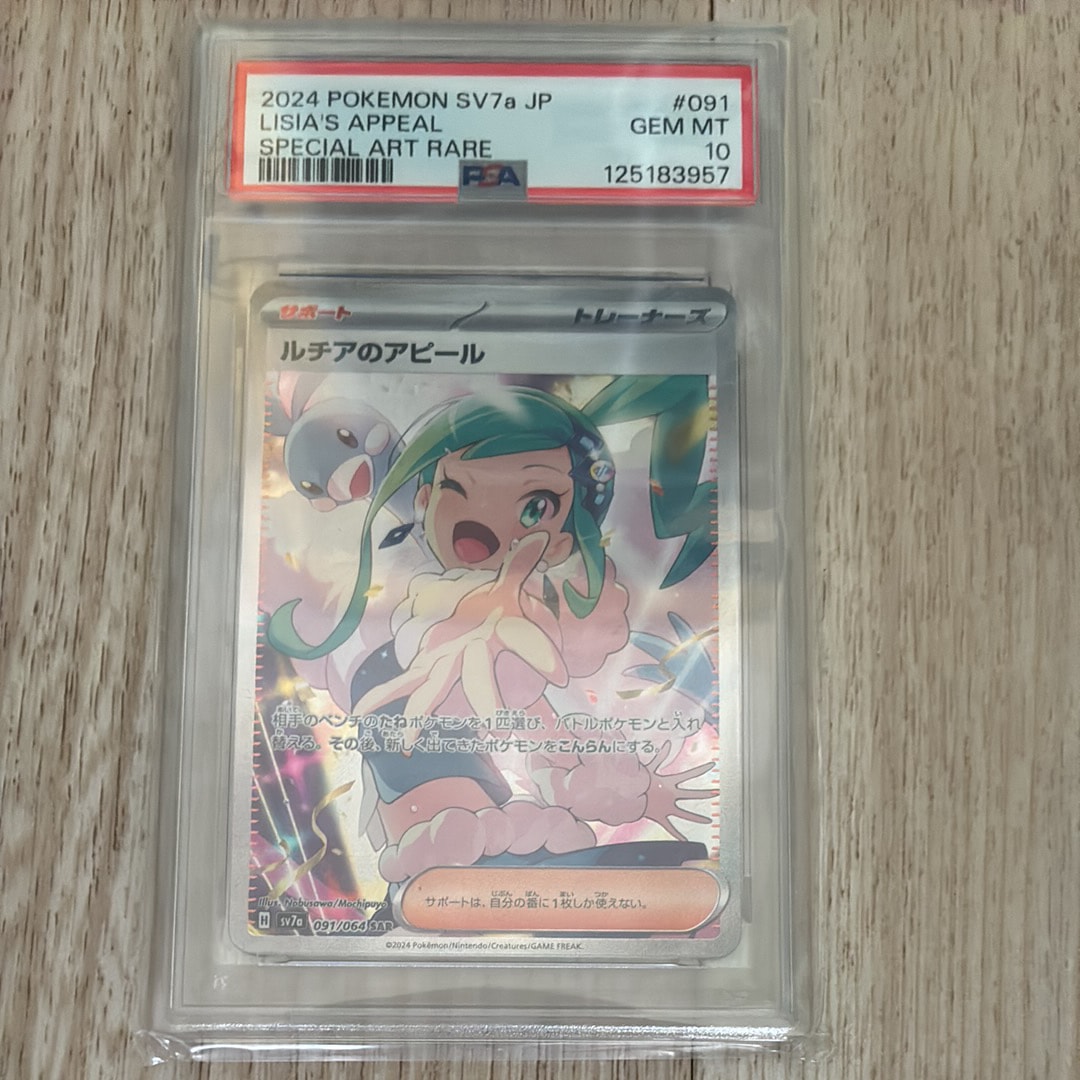 2024 POKEMON SV7a JP #091
LISIA'S APPEAL GEM MT
SPECIAL ART RARE 10
PSA 125183957
サポート トレーナーズ
ルチアのアピール
相手のベンチのたねポケモンを1匹選び、バトルポケモンと入れ
替える。その後、新しく出てきたポケモンをこんらんにする。
サポートは、自分の番に1枚しか使えない。
Illus. Nobusawa/Mochipuyo
H sv7a 091/064 SAR
©2024 Pokémon/Nintendo/Creatures/GAME FREAK.